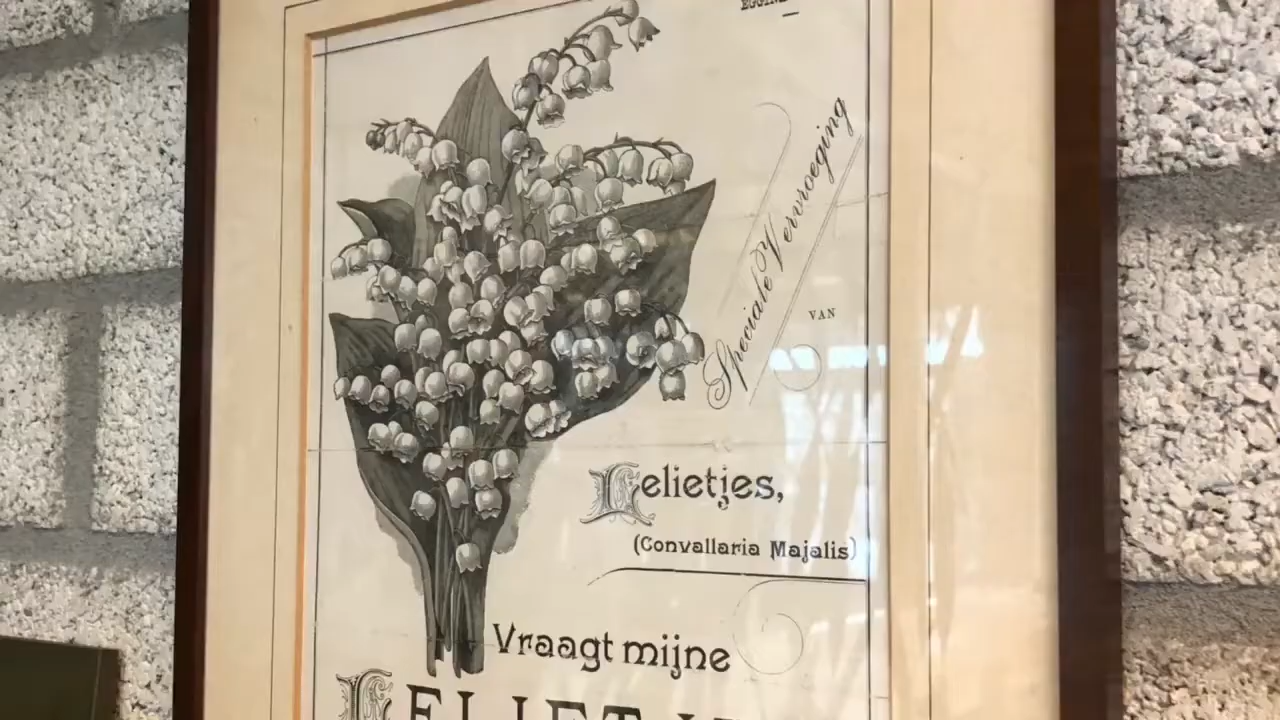 Speciale Vervroeging
VAN
Lelietjes,
(Convallaria Majalis)
Vraagt mijne